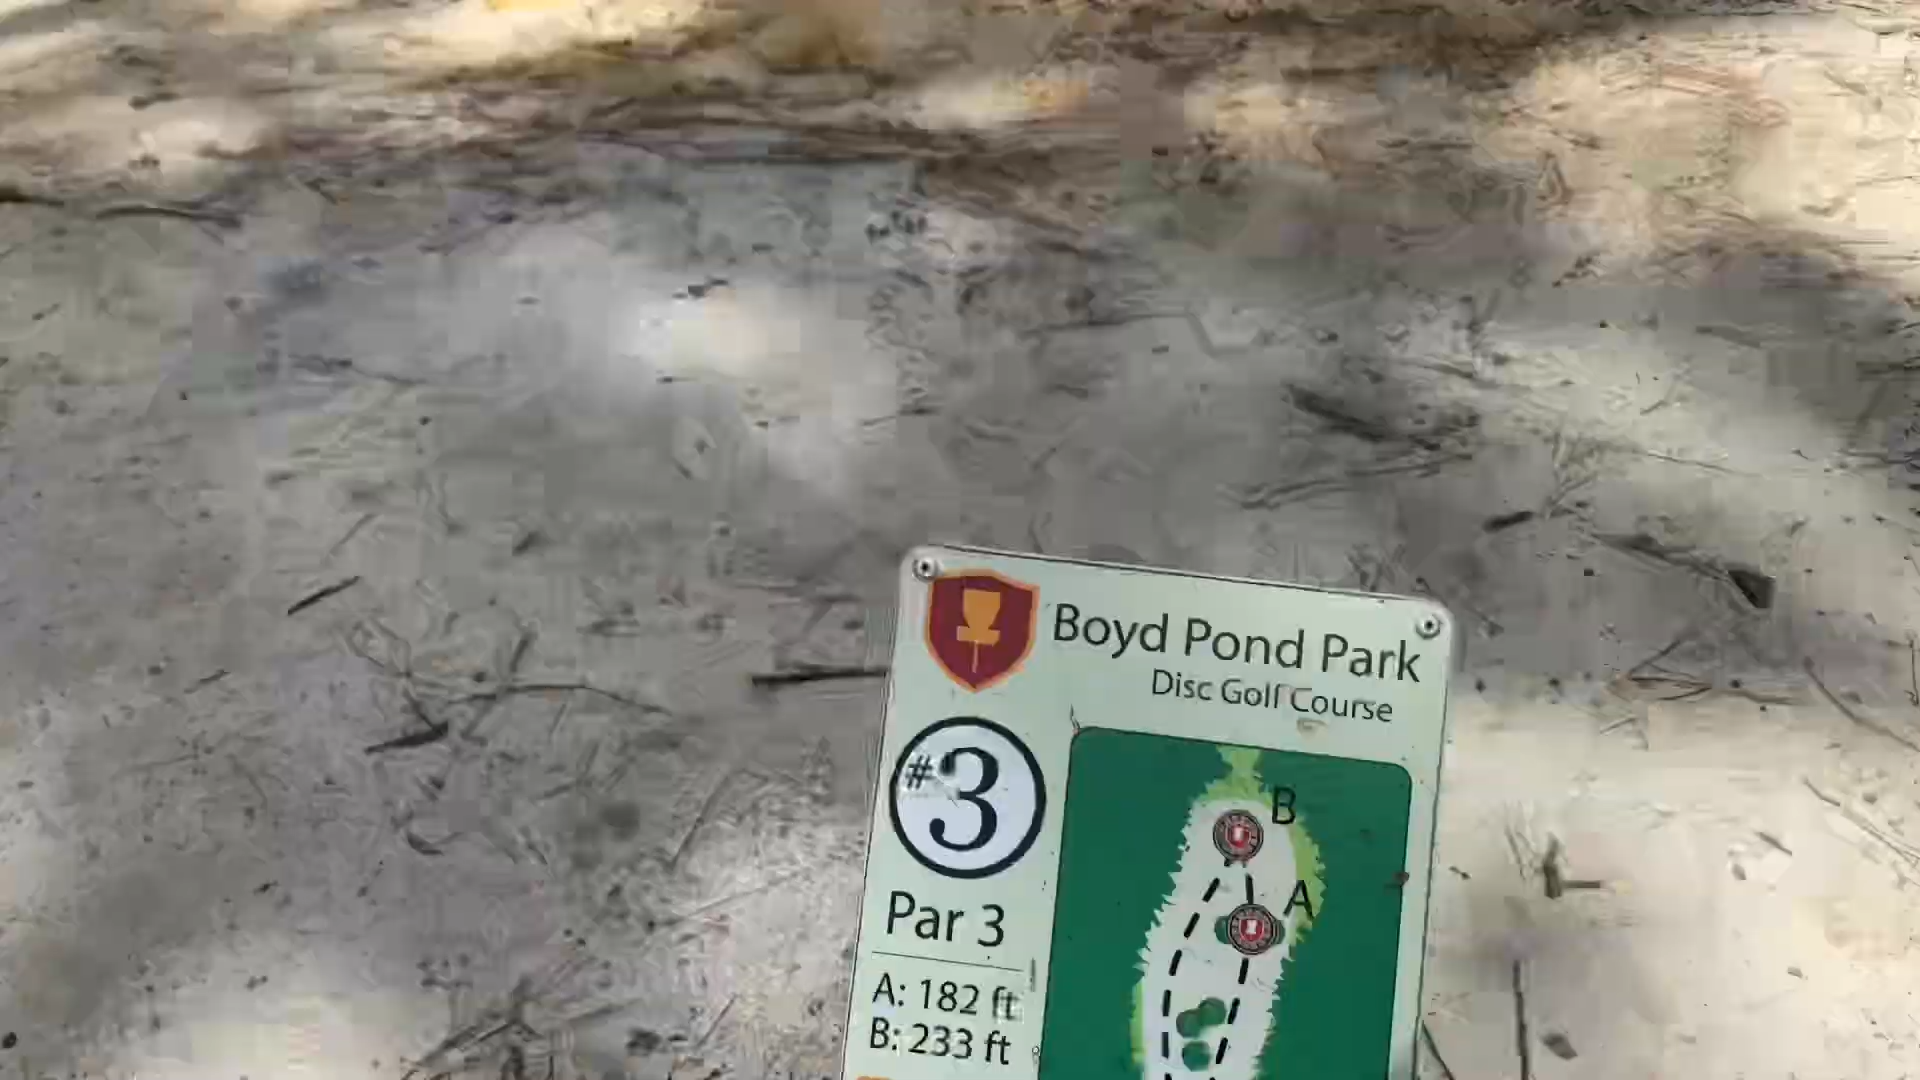 Boyd Pond Park
Disc Golf Course
#3
Par 3
A: 182 ft
B: 233 ft
B
A